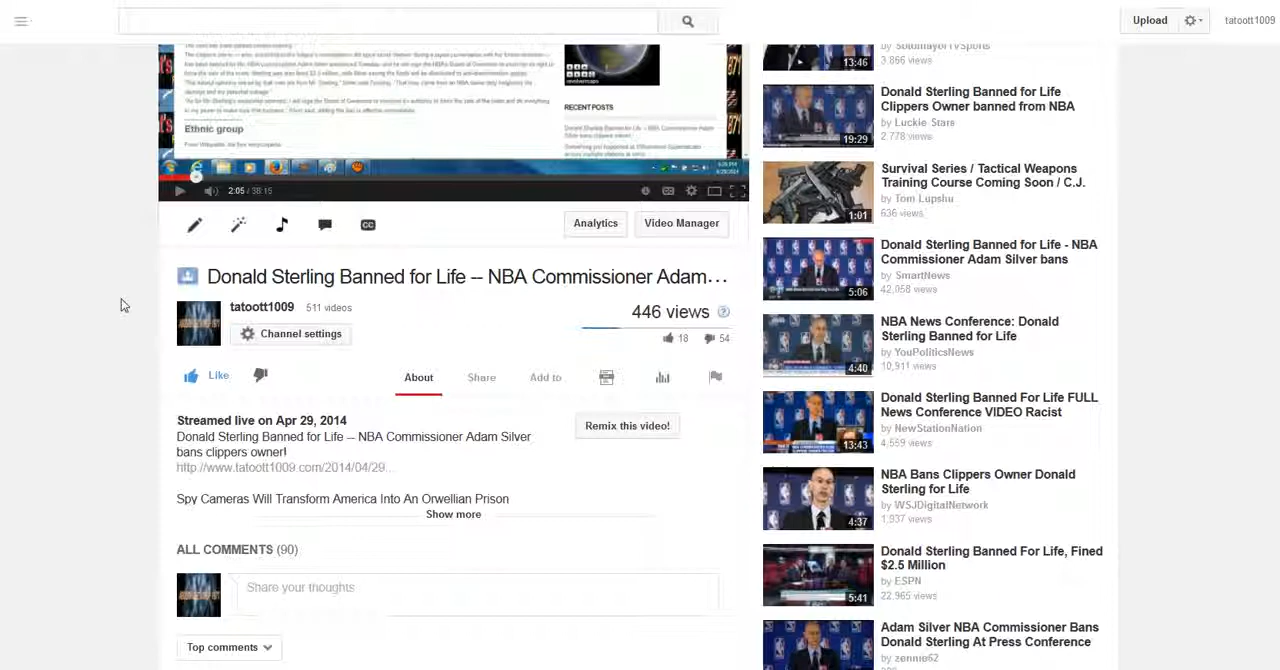 Upload
tatoott1009
Ethnic group
RECENT POSTS
2:05 / 38:15
CC
Analytics
Video Manager
Donald Sterling Banned for Life -- NBA Commissioner Adam...
tatoott1009 511 videos
Channel settings
446 views
18 54
Like
About
Share
Add to
Streamed live on Apr 29, 2014
Donald Sterling Banned for Life -- NBA Commissioner Adam Silver
bans clippers owner!
http://www.tatoott1009.com/2014/04/29...
Remix this video!
Spy Cameras Will Transform America Into An Orwellian Prison
Show more
ALL COMMENTS (90)
Share your thoughts
Top comments
by SotomayorTVSports
3,866 views
13:46
Donald Sterling Banned for Life
Clippers Owner banned from NBA
by Luckie Stars
2,778 views
19:29
Survival Series / Tactical Weapons
Training Course Coming Soon / C.J.
by Tom Lupshu
636 views
1:01
Donald Sterling Banned for Life - NBA
Commissioner Adam Silver bans
by SmartNews
42,058 views
5:06
NBA News Conference: Donald
Sterling Banned for Life
by YouPoliticsNews
10,911 views
4:40
Donald Sterling Banned For Life FULL
News Conference VIDEO Racist
by NewStationNation
4,559 views
13:43
NBA Bans Clippers Owner Donald
Sterling for Life
by WSJDigitalNetwork
1,937 views
4:37
Donald Sterling Banned For Life, Fined
$2.5 Million
by ESPN
22,965 views
5:41
Adam Silver NBA Commissioner Bans
Donald Sterling At Press Conference
by zennie62